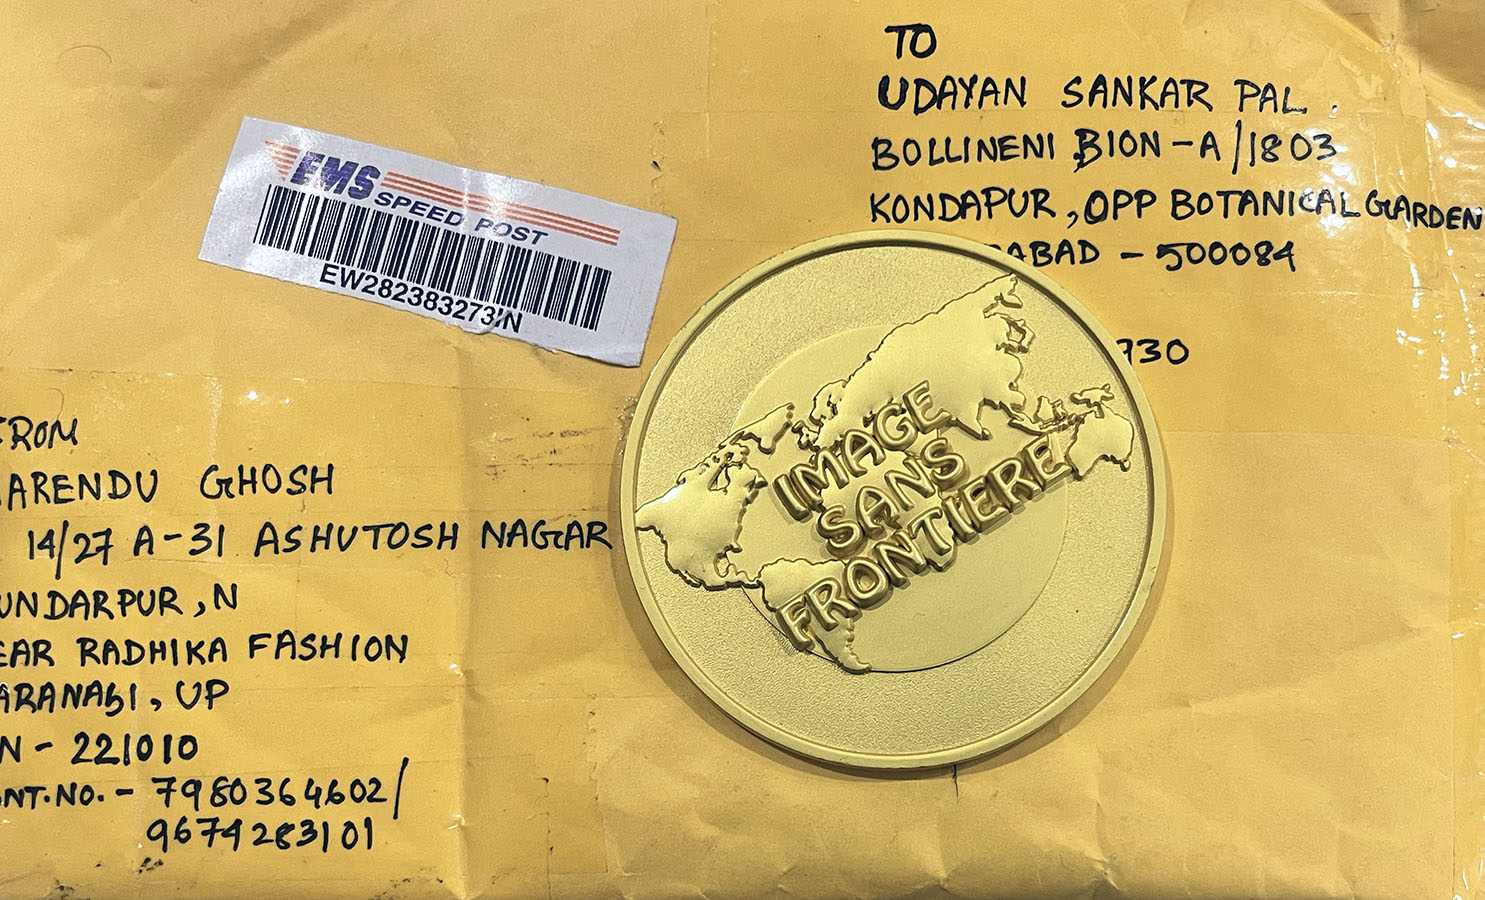 TO
UDAYAN SANKAR PAL.
BOLLINENI BION - A/1803
KONDAPUR, OPP BOTANICAL GARDEN
ABAD - 500084
730
EMS
SPEED POST
EW282383273IN
IMAGE
SANS
FRONTIERE
FROM
ARENDU GHOSH
14/27 A-31 ASHUTOSH NAGAR
UNDARPUR, N
EAR RADHIKA FASHION
ARANASI, UP
N - 221010
NT.NO. - 7980364602/
9674283101